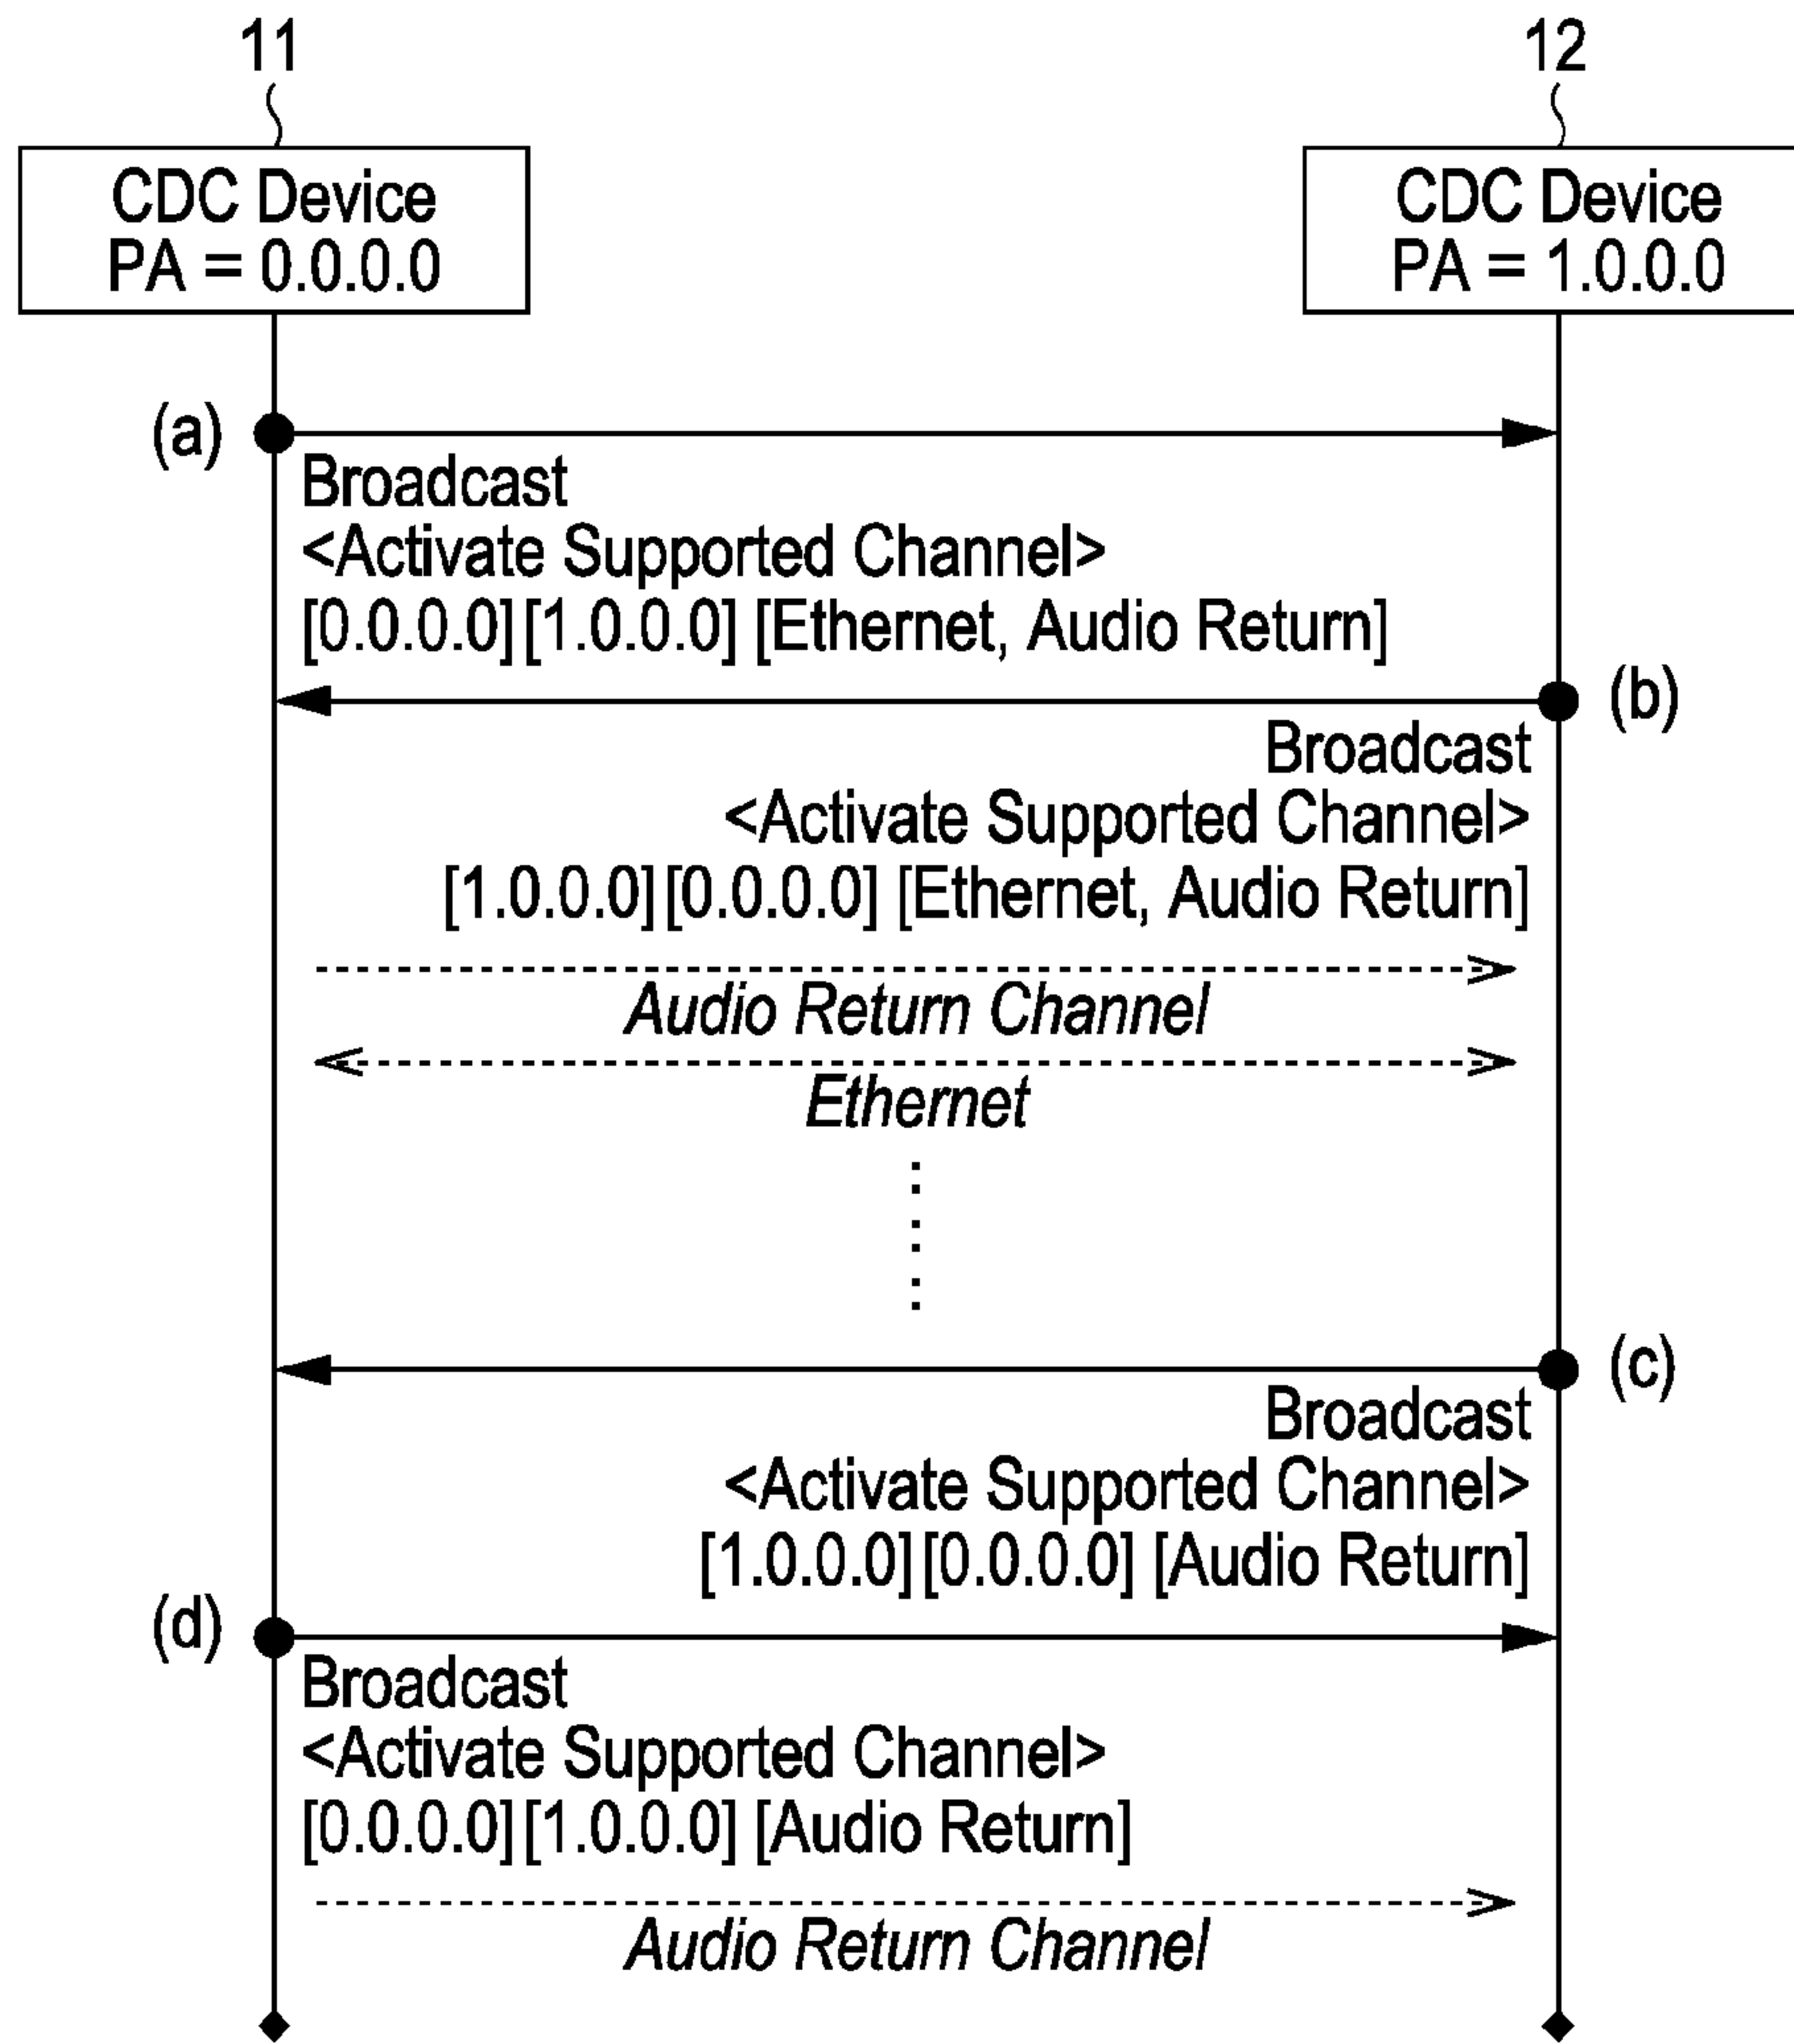 11
12
CDC Device
PA = 0.0.0.0
CDC Device
PA = 1.0.0.0
(a)
Broadcast
<Activate Supported Channel>
[0.0.0.0][1.0.0.0] [Ethernet, Audio Return]
(b)
Broadcast
<Activate Supported Channel>
[1.0.0.0][0.0.0.0] [Ethernet, Audio Return]
Audio Return Channel
Ethernet
(c)
Broadcast
<Activate Supported Channel>
[1.0.0.0][0.0.0.0] [Audio Return]
(d)
Broadcast
<Activate Supported Channel>
[0.0.0.0][1.0.0.0] [Audio Return]
Audio Return Channel